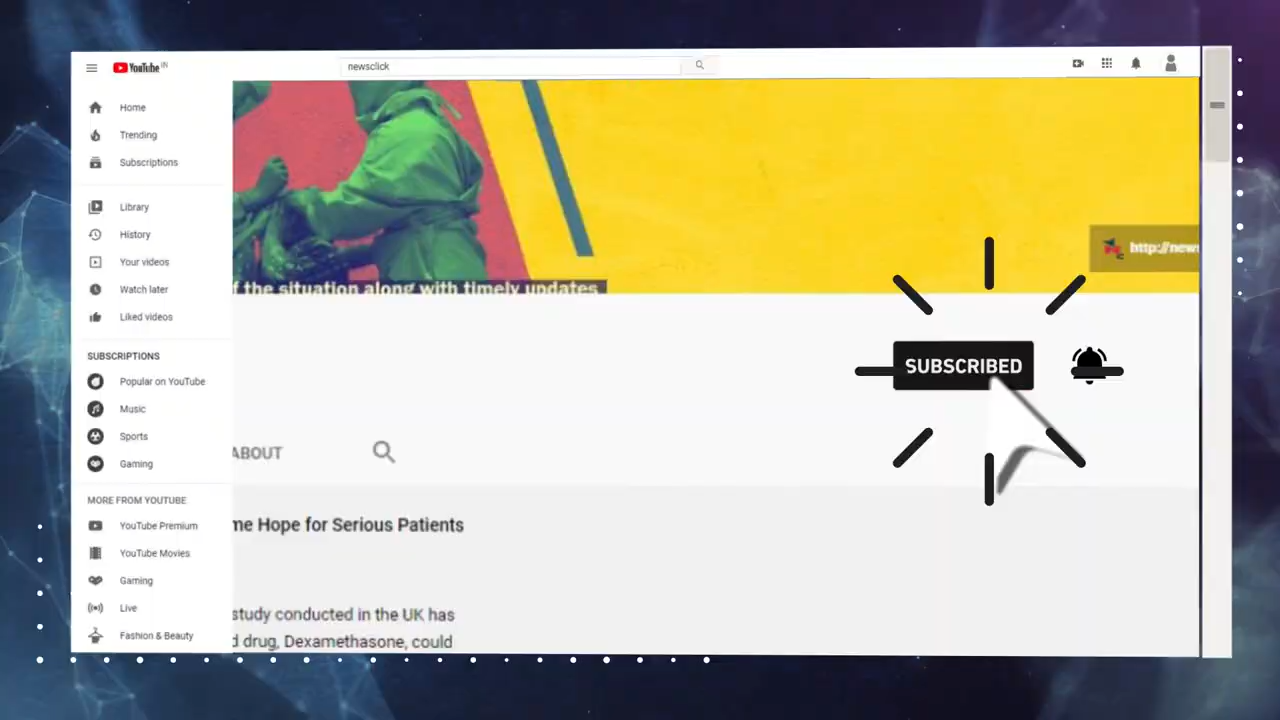 YouTube IN
newsclick
Home
Trending
Subscriptions
Library
History
Your videos
Watch later
Liked videos
SUBSCRIPTIONS
Popular on YouTube
Music
Sports
Gaming
MORE FROM YOUTUBE
YouTube Premium
YouTube Movies
Gaming
Live
Fashion & Beauty
http://news
f the situation along with timely updates
SUBSCRIBED
ABOUT
me Hope for Serious Patients
study conducted in the UK has
d drug, Dexamethasone, could